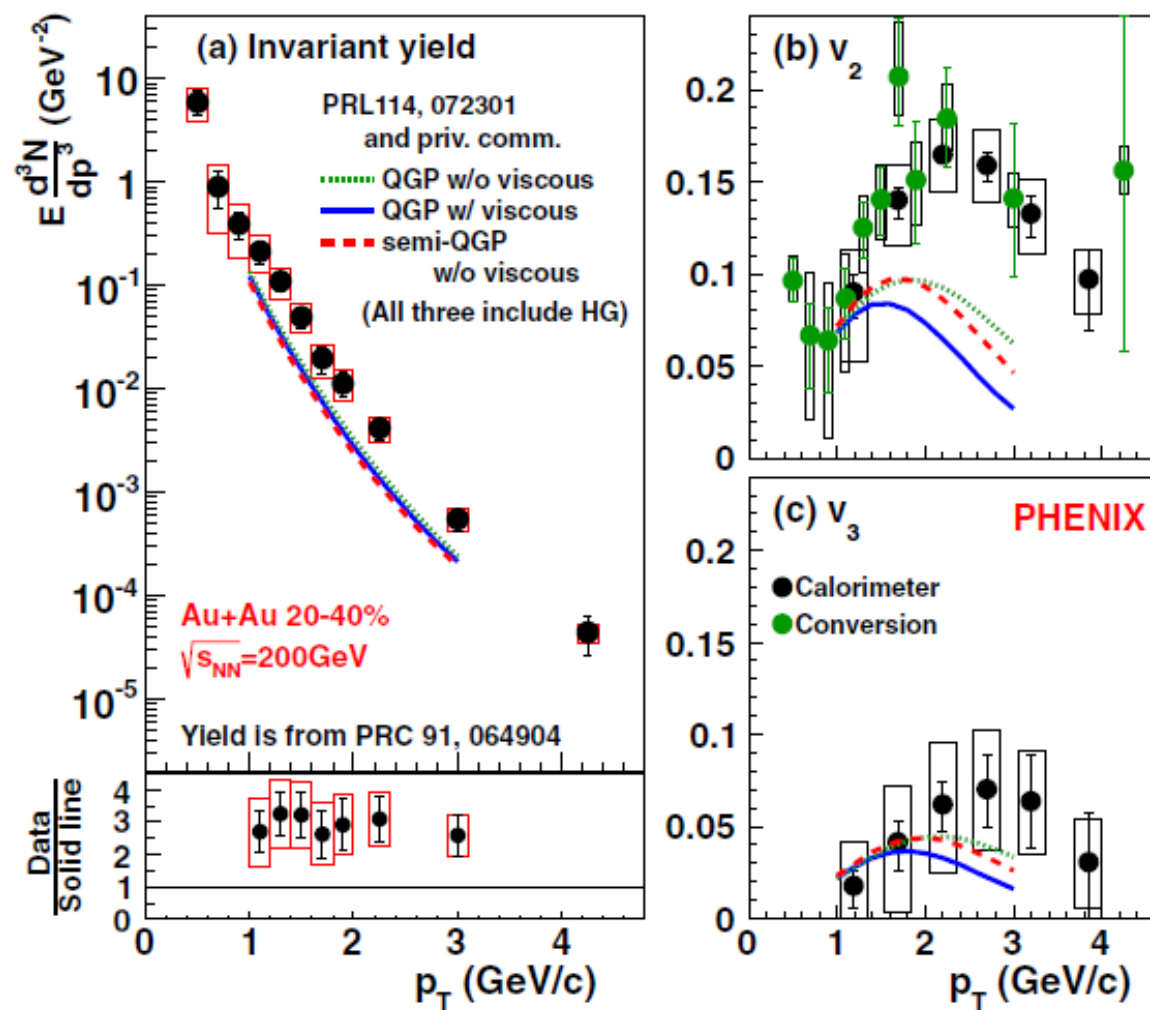 (a) Invariant yield
E d³N/dp³ (GeV⁻²)
PRL114, 072301
and priv. comm.
QGP w/o viscous
QGP w/ viscous
semi-QGP
w/o viscous
(All three include HG)
10
1
10⁻¹
10⁻²
10⁻³
10⁻⁴
10⁻⁵
Au+Au 20-40%
√s_NN=200GeV
Yield is from PRC 91, 064904
Data
Solid line
4
3
2
1
0
0 1 2 3 4
p_T (GeV/c)
(b) v₂
0.2
0.15
0.1
0.05
0
(c) v₃
PHENIX
Calorimeter
Conversion
0.2
0.15
0.1
0.05
0
0 1 2 3 4
p_T (GeV/c)